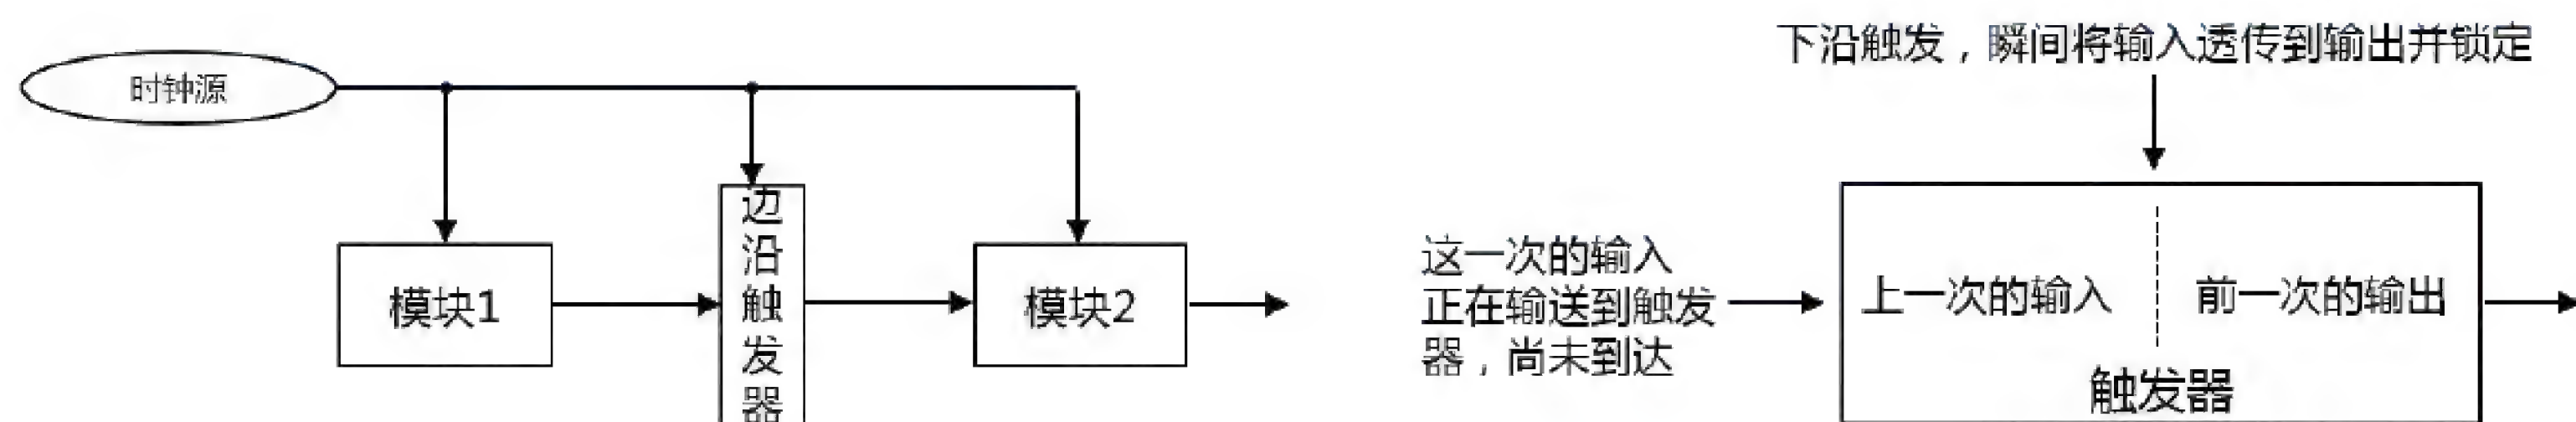 下沿触发，瞬间将输入透传到输出并锁定
时钟源
边沿触发器
模块1
模块2
这一次的输入
正在输送到触发
器，尚未到达
上一次的输入
前一次的输出
触发器